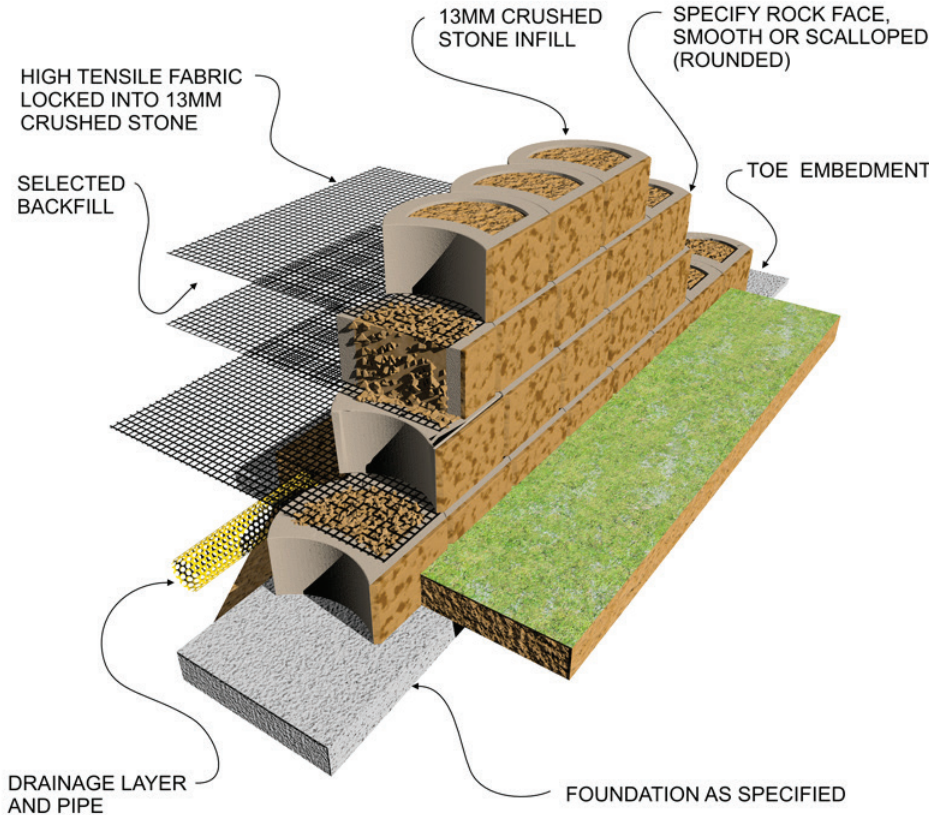 13MM CRUSHED
STONE INFILL
SPECIFY ROCK FACE,
SMOOTH OR SCALLOPED
(ROUNDED)
HIGH TENSILE FABRIC
LOCKED INTO 13MM
CRUSHED STONE
TOE EMBEDMENT
SELECTED
BACKFILL
DRAINAGE LAYER
AND PIPE
FOUNDATION AS SPECIFIED